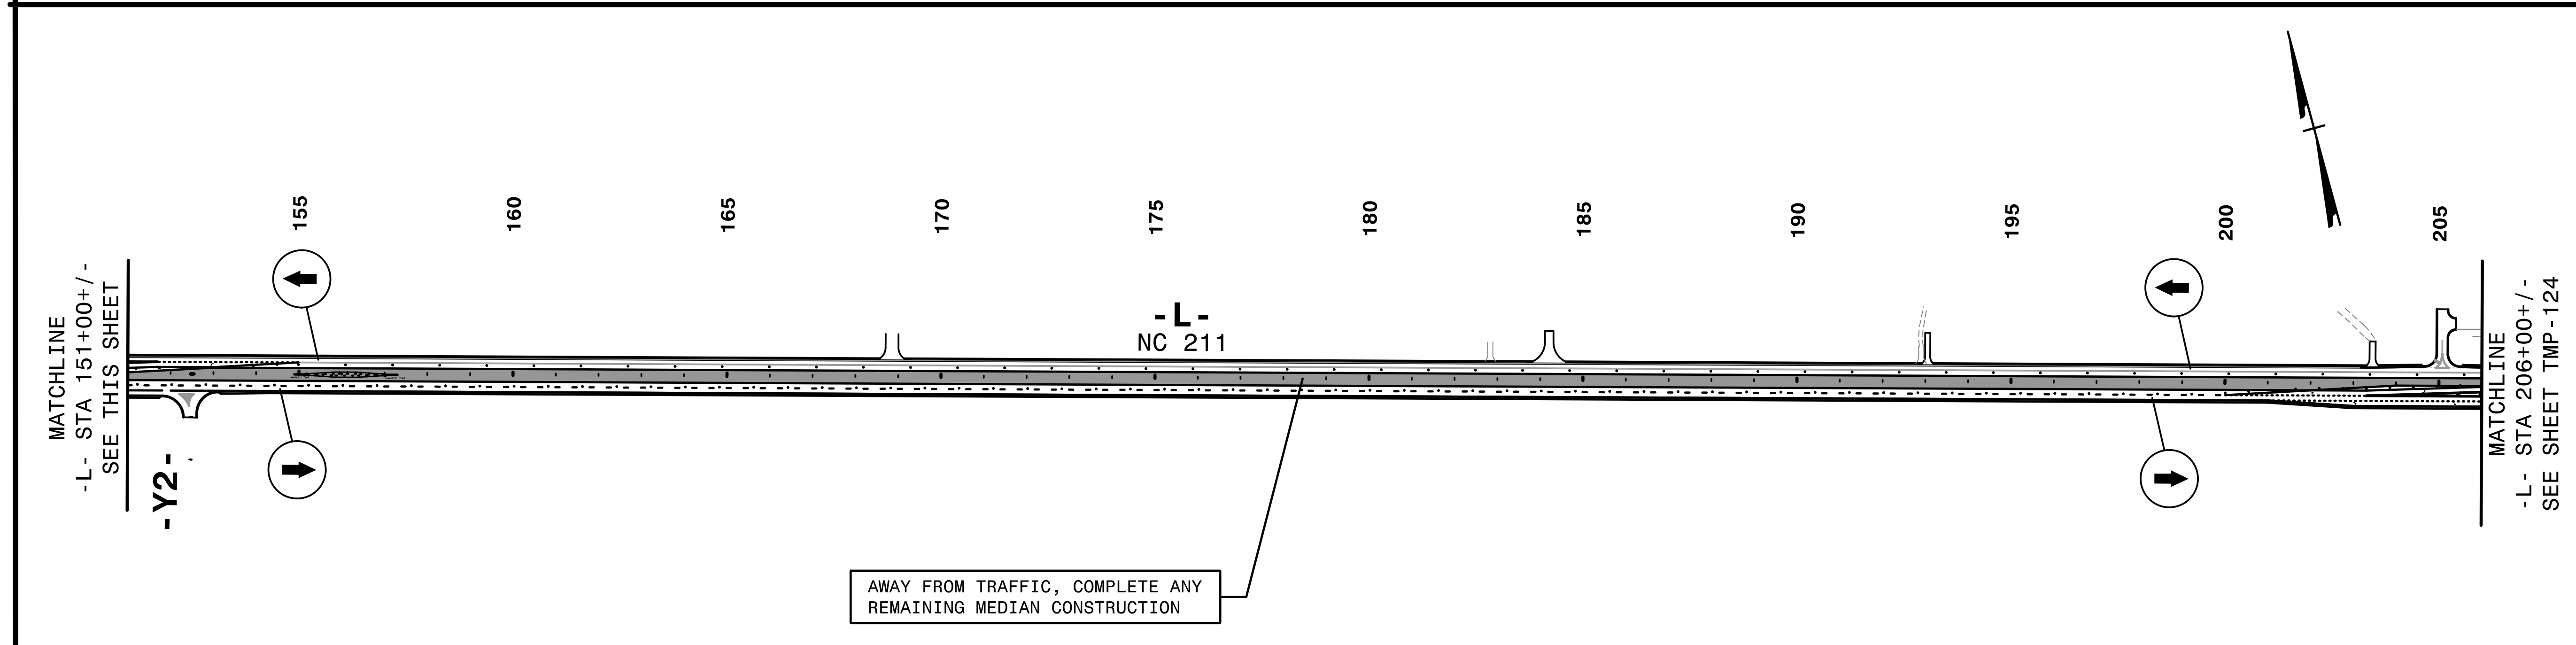 MATCHLINE
-L- STA 151+00+/-
SEE THIS SHEET
-Y2-
155
160
165
170
175
180
185
190
195
200
205
-L-
NC 211
AWAY FROM TRAFFIC, COMPLETE ANY
REMAINING MEDIAN CONSTRUCTION
MATCHLINE
-L- STA 206+00+/-
SEE SHEET TMP-124